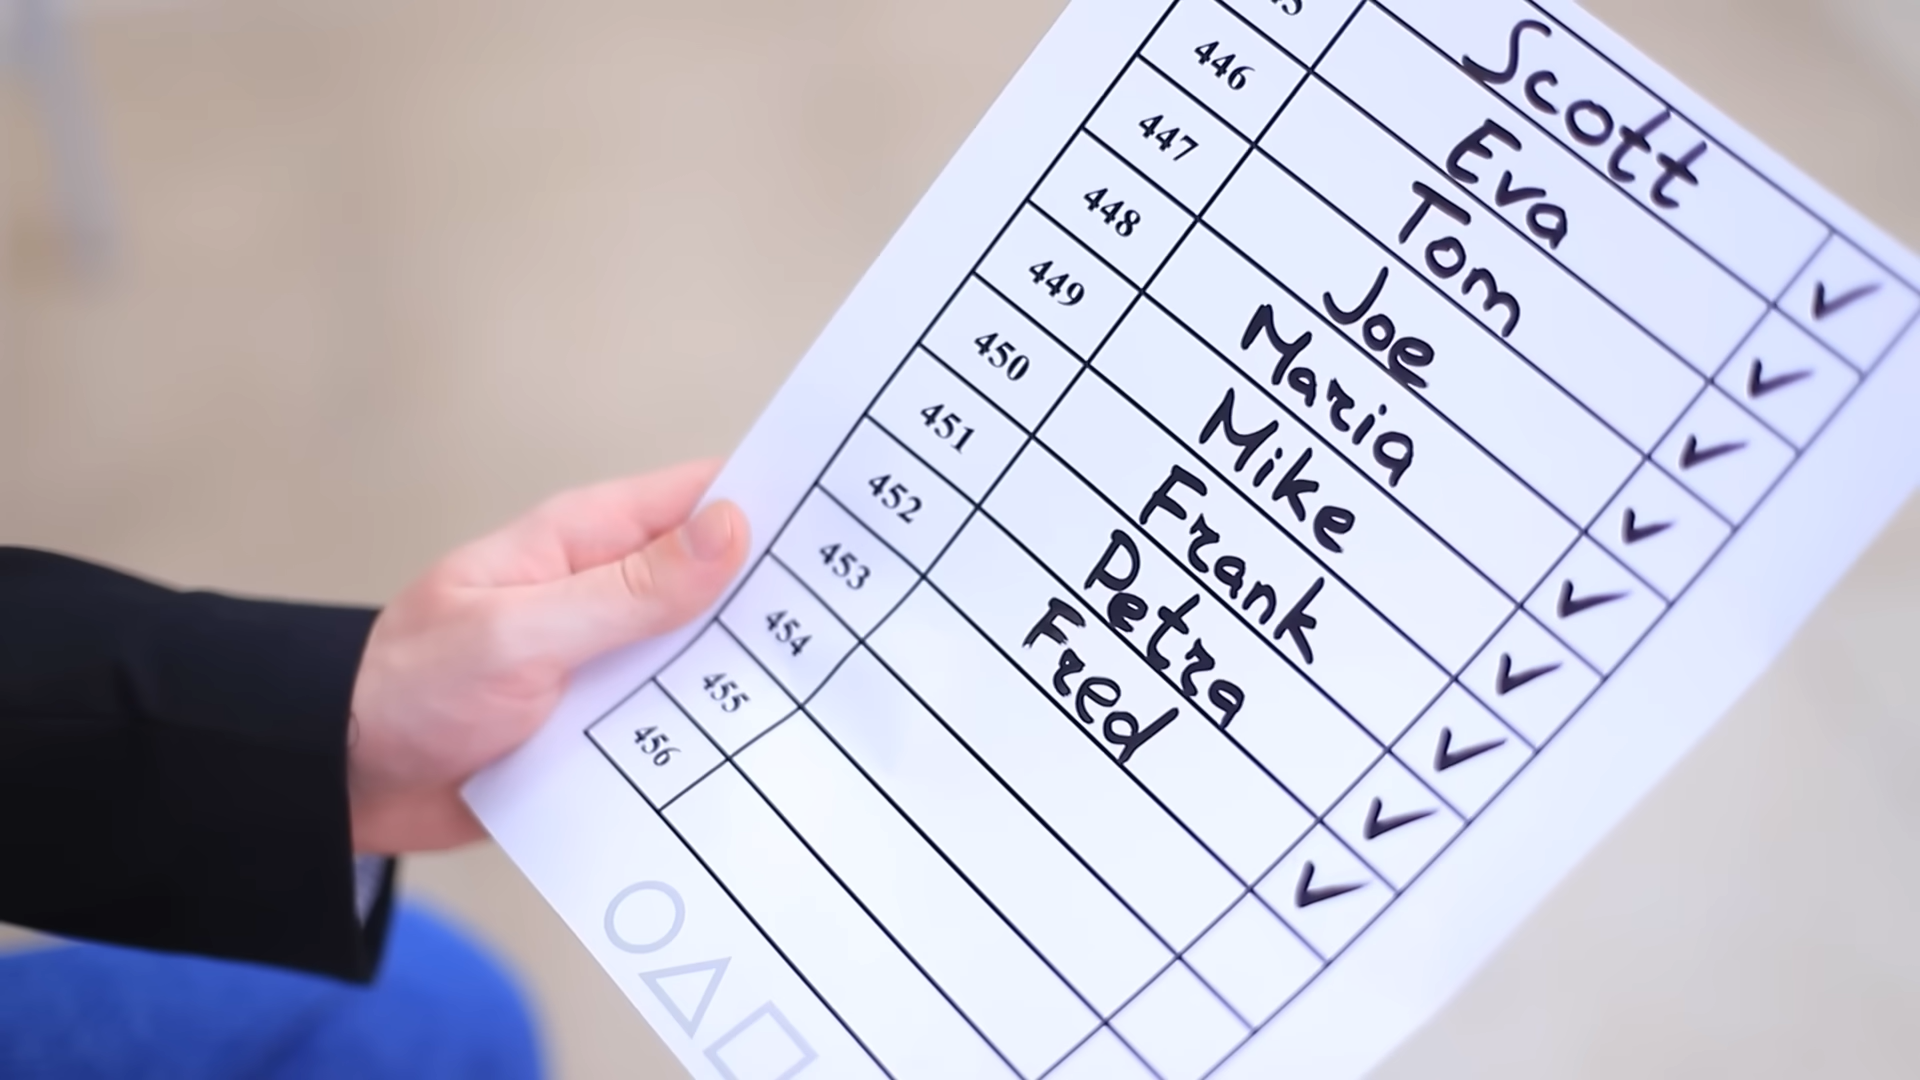 Scott ✓
Eva ✓
446 Tom ✓
447 Joe ✓
448 Maria ✓
449 Mike ✓
450 Frank ✓
451 Petra ✓
452 Fred ✓
453
454
455
456